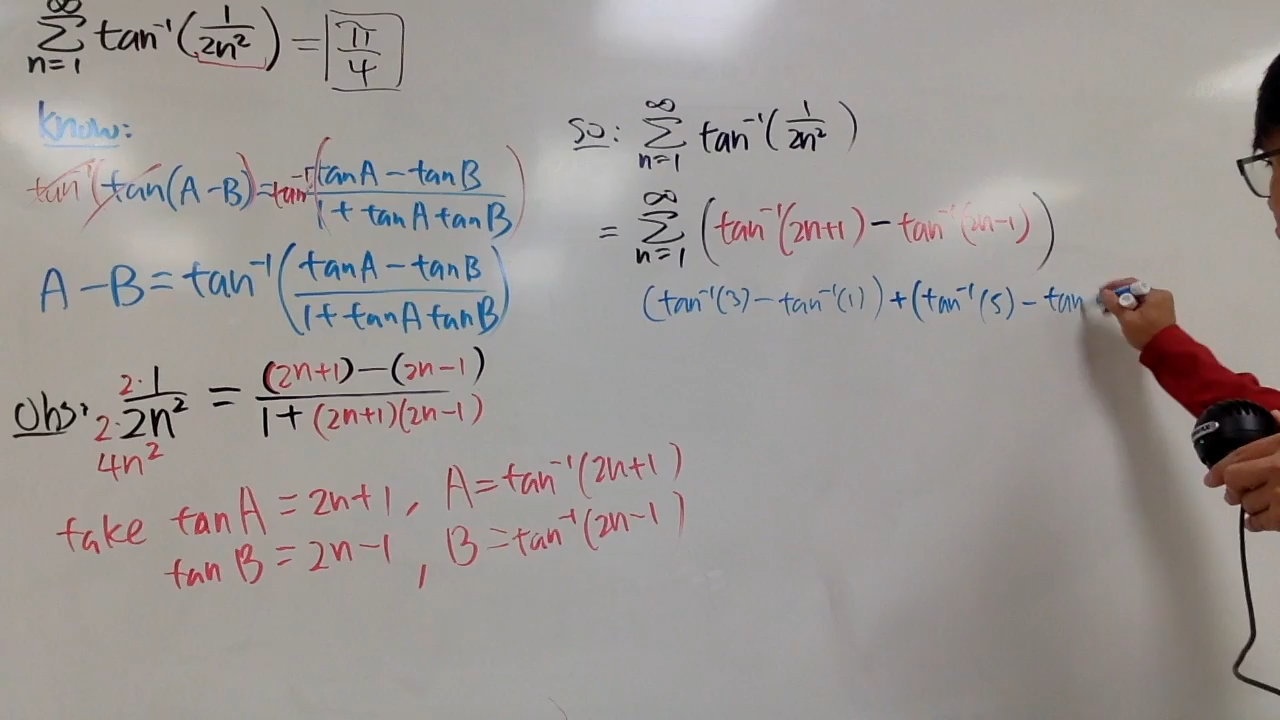 ∞
∑ tan⁻¹(1/2n²) = π/4
n=1
Know:
tan⁻¹(tan(A-B)) = tan⁻¹((tanA - tanB)/(1 + tanA tanB))
A - B = tan⁻¹((tanA - tanB)/(1 + tanA tanB))
Obs: 2·1/2·2n² = ((2n+1)-(2n-1))/(1+(2n+1)(2n-1))
4n²
take tanA = 2n+1, A = tan⁻¹(2n+1)
tanB = 2n-1, B = tan⁻¹(2n-1)
∞
So: ∑ tan⁻¹(1/2n²)
n=1
∞
= ∑ (tan⁻¹(2n+1) - tan⁻¹(2n-1))
n=1
(tan⁻¹(3) - tan⁻¹(1)) + (tan⁻¹(5) - tan